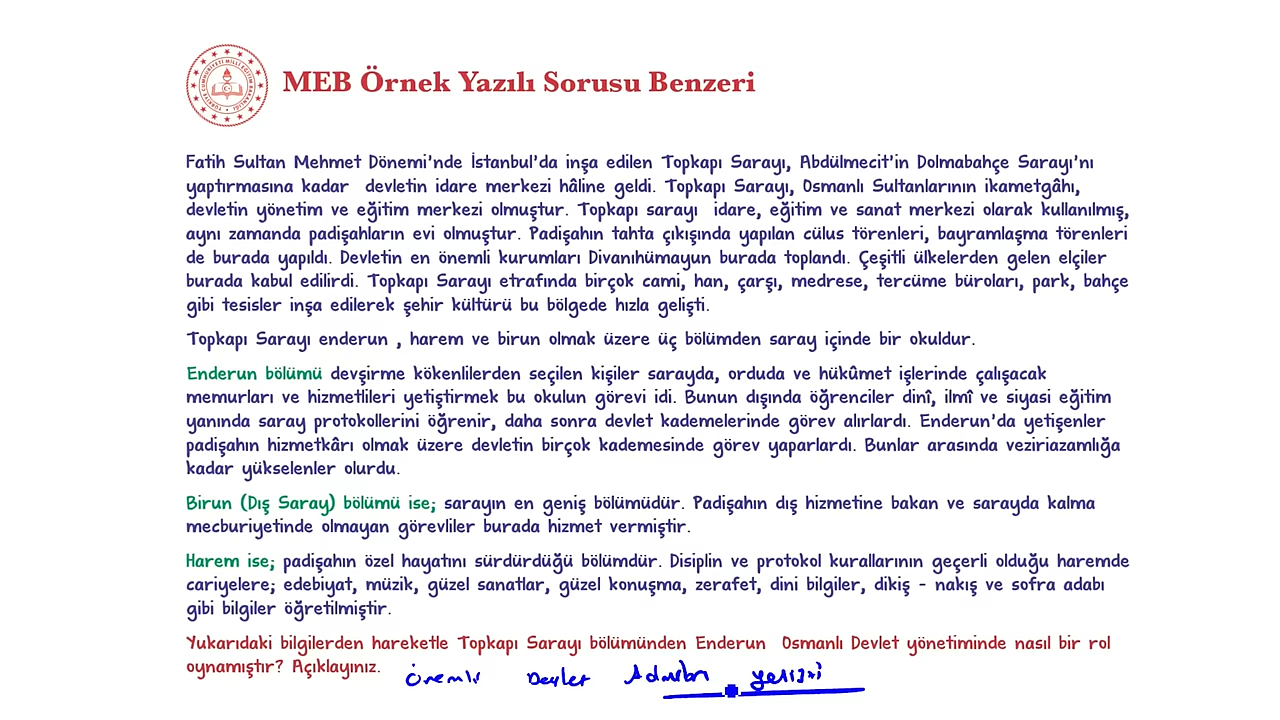 MEB Örnek Yazılı Sorusu Benzeri
Fatih Sultan Mehmet Dönemi'nde İstanbul'da inşa edilen Topkapı Sarayı, Abdülmecit'in Dolmabahçe Sarayı'nı
yaptırmasına kadar devletin idare merkezi hâline geldi. Topkapı Sarayı, Osmanlı Sultanlarının ikametgâhı,
devletin yönetim ve eğitim merkezi olmuştur. Topkapı sarayı idare, eğitim ve sanat merkezi olarak kullanılmış,
aynı zamanda padişahların evi olmuştur. Padişahın tahta çıkışında yapılan cülus törenleri, bayramlaşma törenleri
de burada yapıldı. Devletin en önemli kurumları Divanıhümayun burada toplandı. Çeşitli ülkelerden gelen elçiler
burada kabul edilirdi. Topkapı Sarayı etrafında birçok cami, han, çarşı, medrese, tercüme büroları, park, bahçe
gibi tesisler inşa edilerek şehir kültürü bu bölgede hızla gelişti.
Topkapı Sarayı enderun , harem ve birun olmak üzere üç bölümden saray içinde bir okuldur.
Enderun bölümü devşirme kökenlilerden seçilen kişiler sarayda, orduda ve hükûmet işlerinde çalışacak
memurları ve hizmetlileri yetiştirmek bu okulun görevi idi. Bunun dışında öğrenciler dinî, ilmî ve siyasi eğitim
yanında saray protokollerini öğrenir, daha sonra devlet kademelerinde görev alırlardı. Enderun'da yetişenler
padişahın hizmetkârı olmak üzere devletin birçok kademesinde görev yaparlardı. Bunlar arasında veziriazamlığa
kadar yükselenler olurdu.
Birun (Dış Saray) bölümü ise; sarayın en geniş bölümüdür. Padişahın dış hizmetine bakan ve sarayda kalma
mecburiyetinde olmayan görevliler burada hizmet vermiştir.
Harem ise; padişahın özel hayatını sürdürdüğü bölümdür. Disiplin ve protokol kurallarının geçerli olduğu haremde
cariyelere; edebiyat, müzik, güzel sanatlar, güzel konuşma, zerafet, dini bilgiler, dikiş - nakış ve sofra adabı
gibi bilgiler öğretilmiştir.
Yukarıdaki bilgilerden hareketle Topkapı Sarayı bölümünden Enderun Osmanlı Devlet yönetiminde nasıl bir rol
oynamıştır? Açıklayınız.
Önemli Devlet